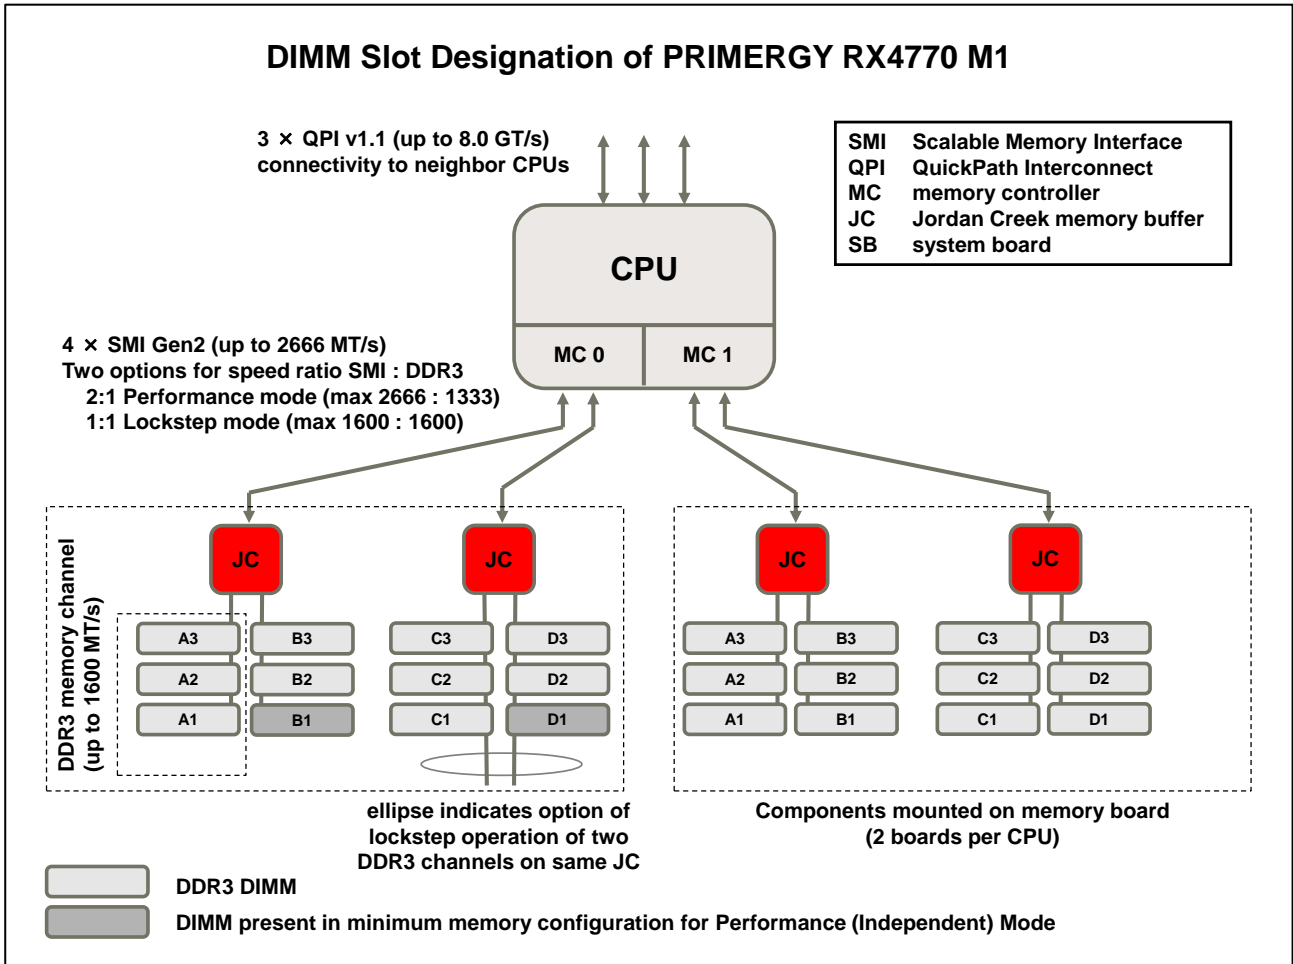 DIMM Slot Designation of PRIMERGY RX4770 M1
3 × QPI v1.1 (up to 8.0 GT/s)
connectivity to neighbor CPUs
SMI Scalable Memory Interface
QPI QuickPath Interconnect
MC memory controller
JC Jordan Creek memory buffer
SB system board
CPU
MC 0 MC 1
4 × SMI Gen2 (up to 2666 MT/s)
Two options for speed ratio SMI : DDR3
2:1 Performance mode (max 2666 : 1333)
1:1 Lockstep mode (max 1600 : 1600)
DDR3 memory channel
(up to 1600 MT/s)
JC JC JC JC
A3 B3 C3 D3 A3 B3 C3 D3
A2 B2 C2 D2 A2 B2 C2 D2
A1 B1 C1 D1 A1 B1 C1 D1
ellipse indicates option of
lockstep operation of two
DDR3 channels on same JC
Components mounted on memory board
(2 boards per CPU)
DDR3 DIMM
DIMM present in minimum memory configuration for Performance (Independent) Mode